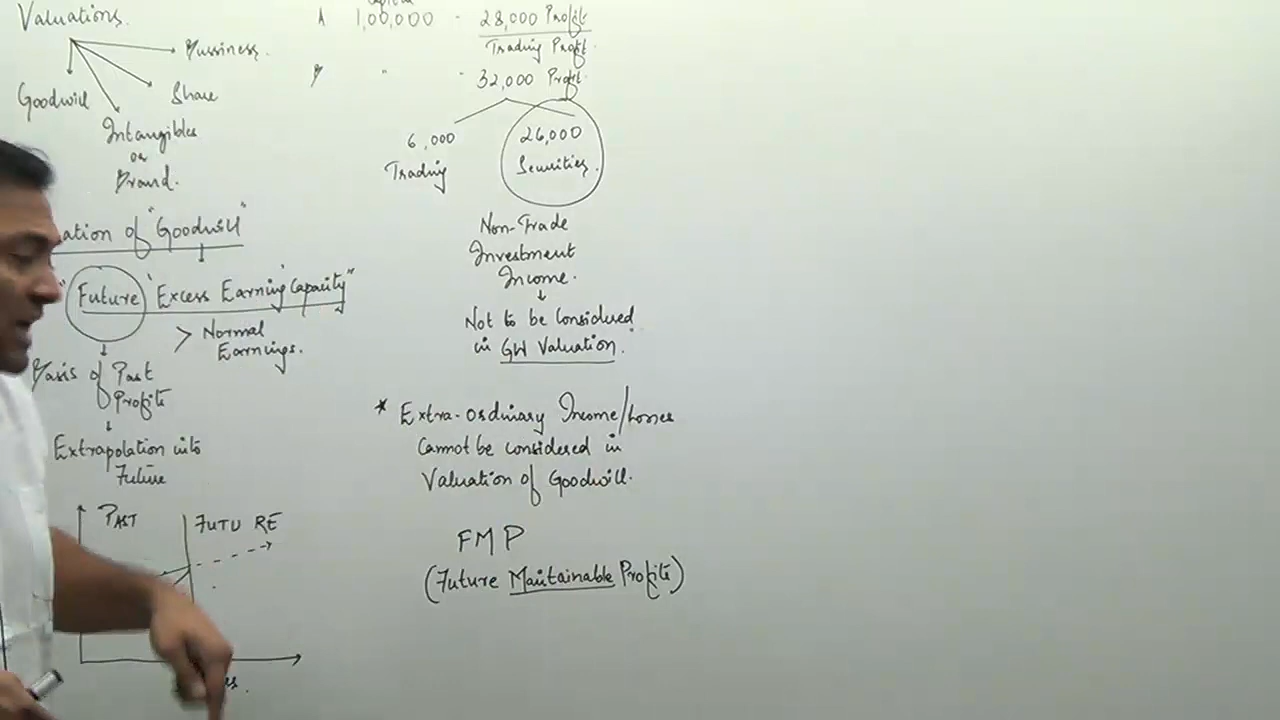 Valuations.
Bussiness.
Goodwill
Share
Intangibles
or
Brand.
ation of "Goodwill"
"Future "Excess Earning Capacity"
> Normal
Earnings.
Basis of Past
Profits
Extrapolation into
Future
PAST
FUTURE
A 1,00,000 - 28,000 Profit
Trading Profit.
B " - 32,000 Profit.
6,000
Trading
26,000
Securities.
Non-Trade
Investment
Income.
Not to be Considered
in GW Valuation.
* Extra-Ordinary Income/Losses
Cannot be considered in
Valuation of Goodwill.
FMP
(Future Maintainable Profits)